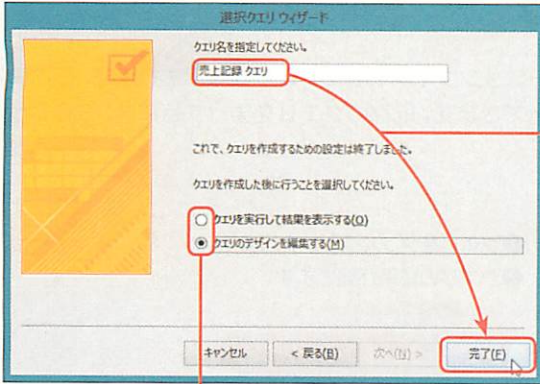 選択クエリ ウィザード
クエリ名を指定してください。
売上記録 クエリ
これで、クエリを作成するための設定は終了しました。
クエリを作成した後に行うことを選択してください。
クエリを実行して結果を表示する(O)
クエリのデザインを編集する(M)
キャンセル < 戻る(B) 次へ(N) > 完了(F)